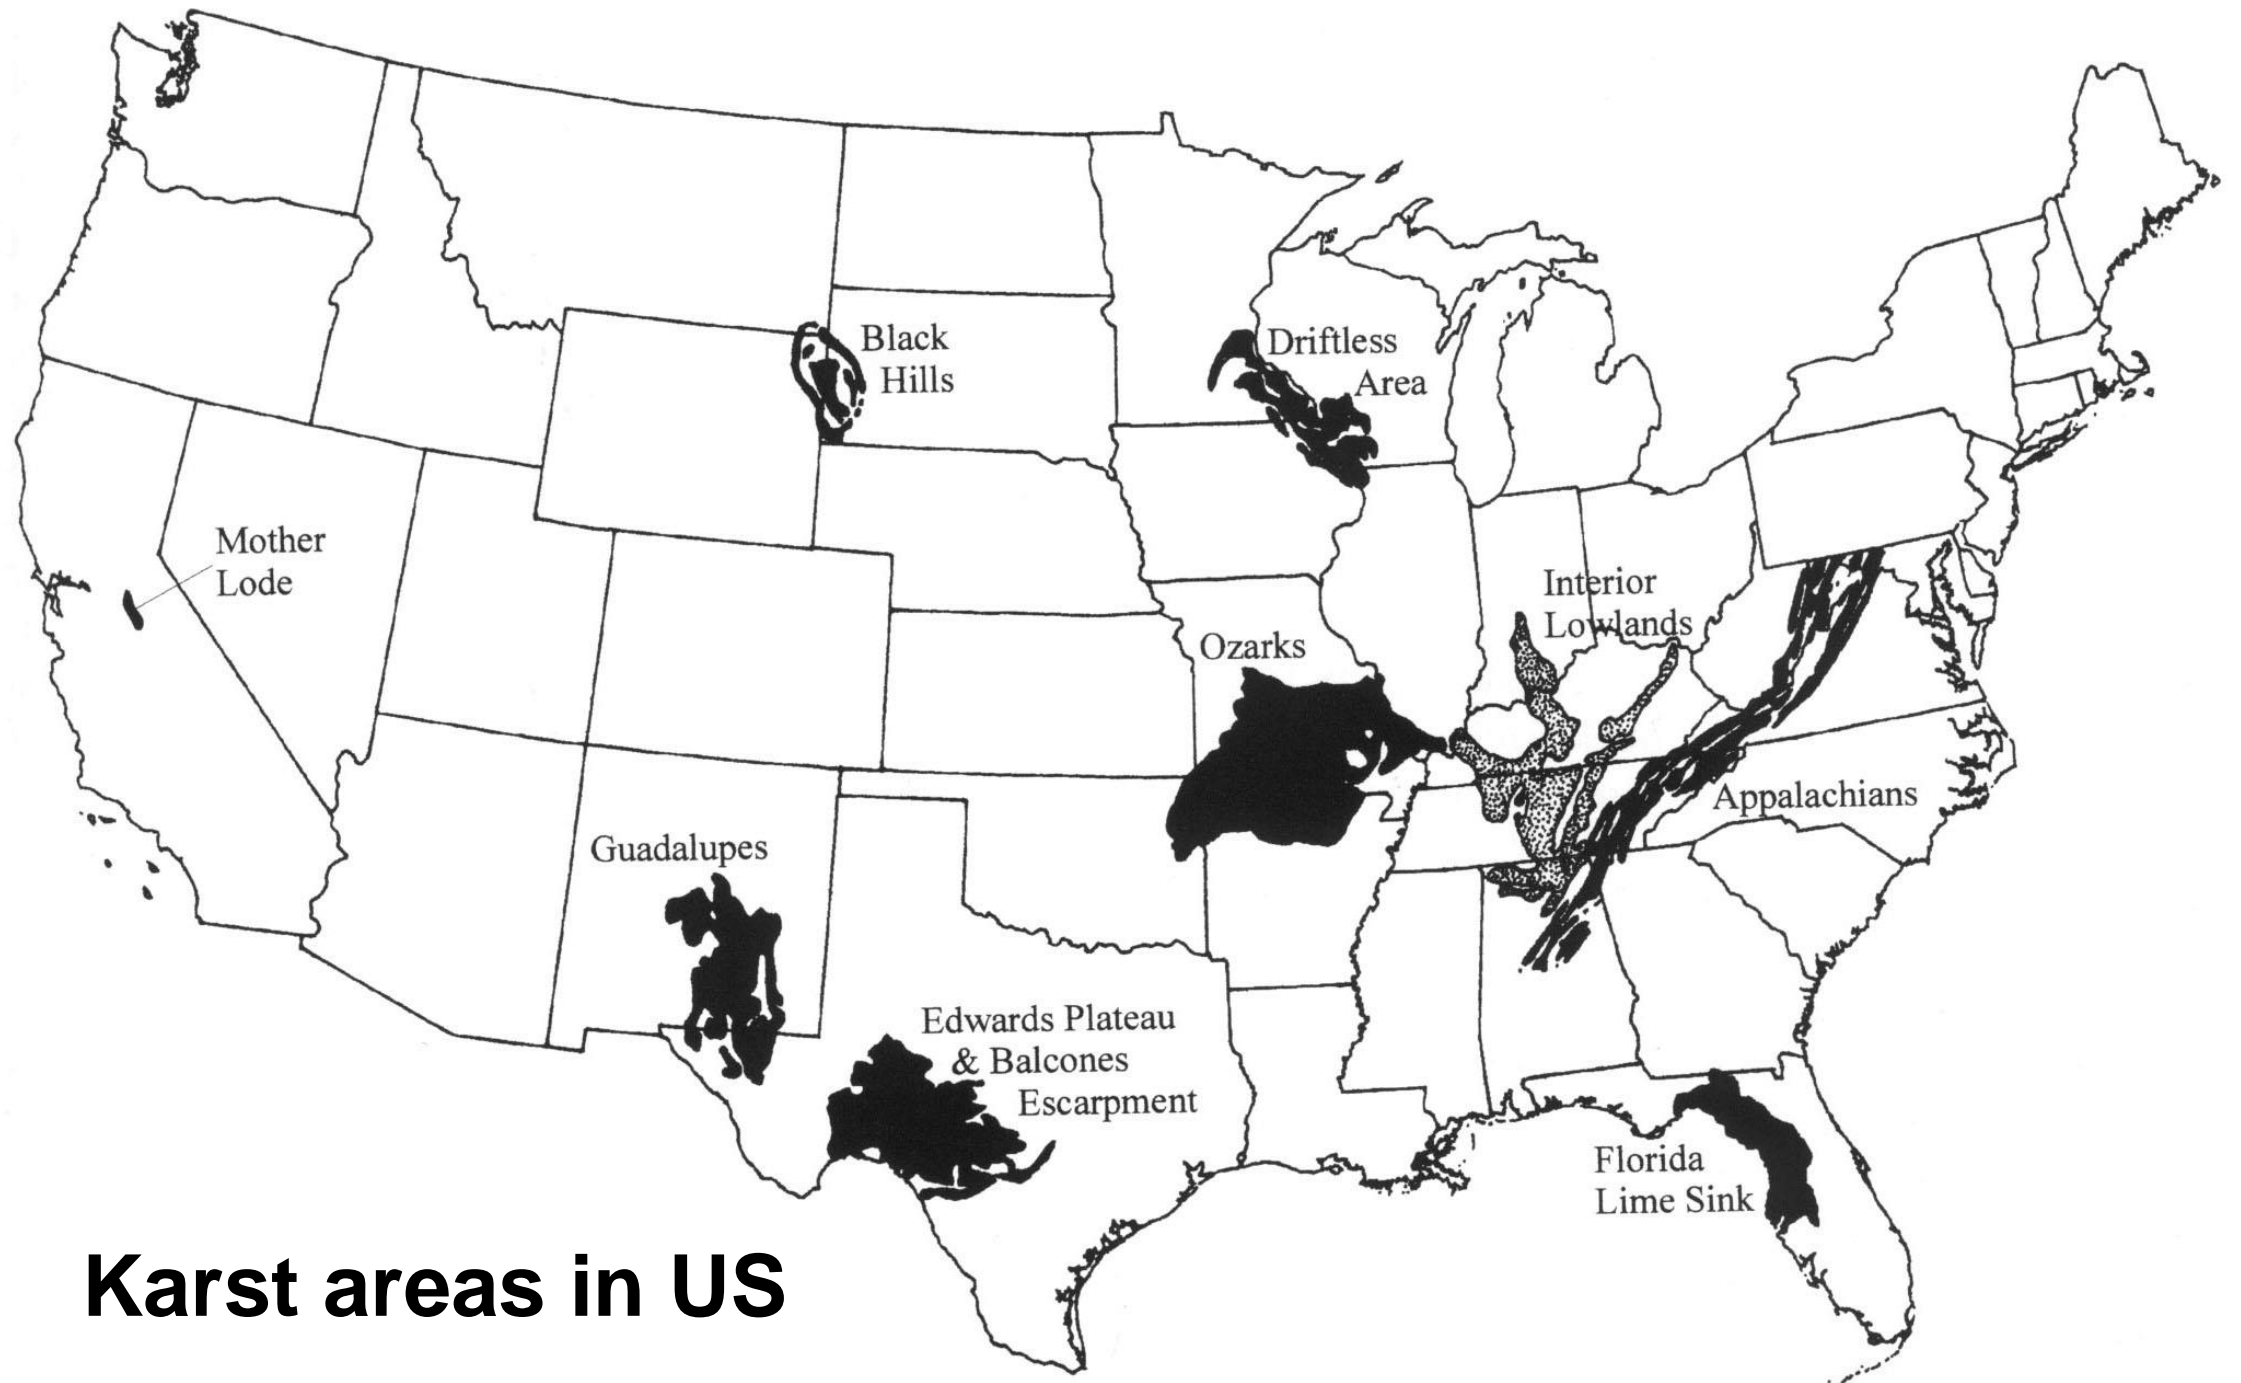 Black
Hills
Driftless
Area
Mother
Lode
Interior
Lowlands
Ozarks
Appalachians
Guadalupes
Edwards Plateau
& Balcones
Escarpment
Florida
Lime Sink
Karst areas in US